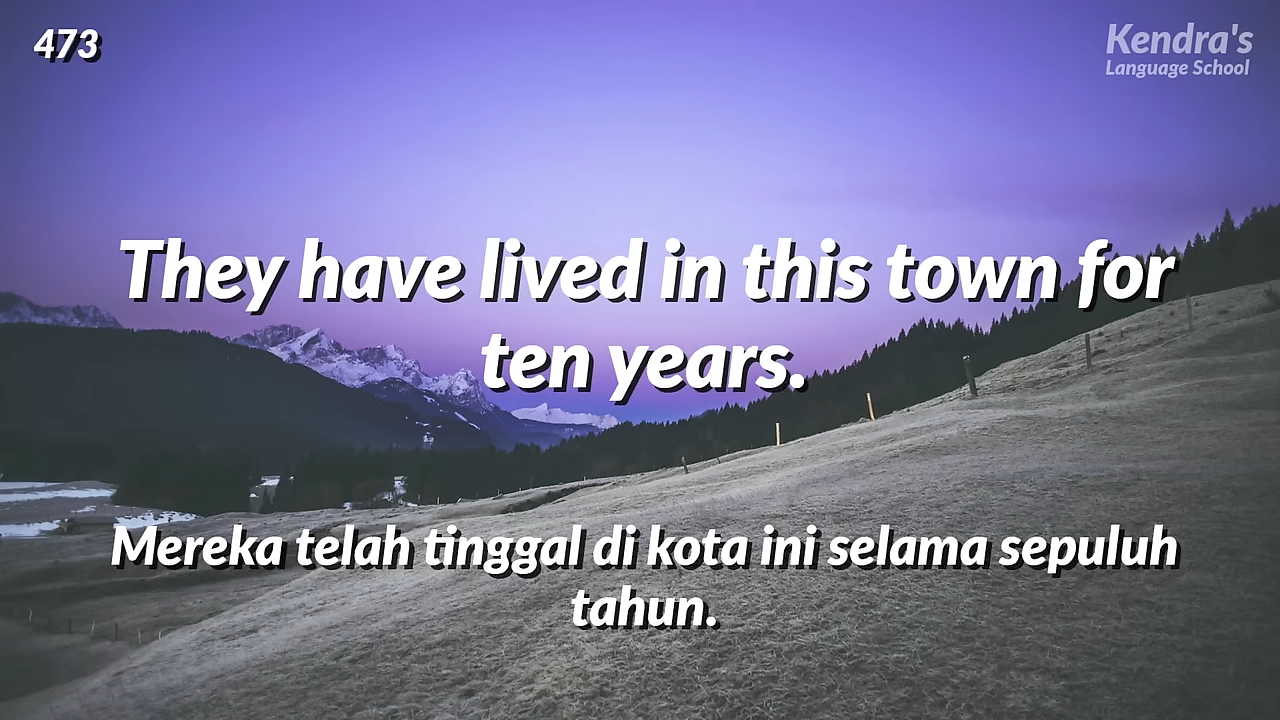 473
Kendra's
Language School
They have lived in this town for
ten years.
Mereka telah tinggal di kota ini selama sepuluh
tahun.